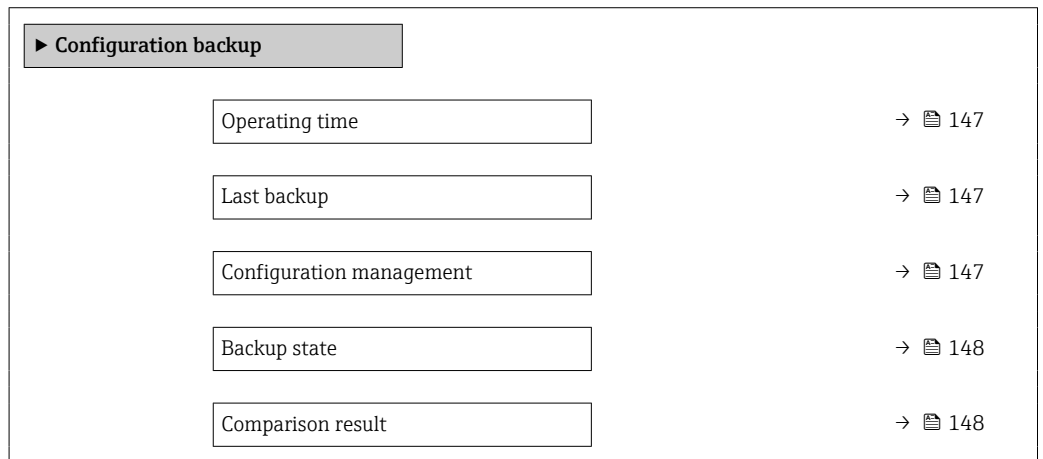 ▶ Configuration backup
Operating time → 147
Last backup → 147
Configuration management → 147
Backup state → 148
Comparison result → 148